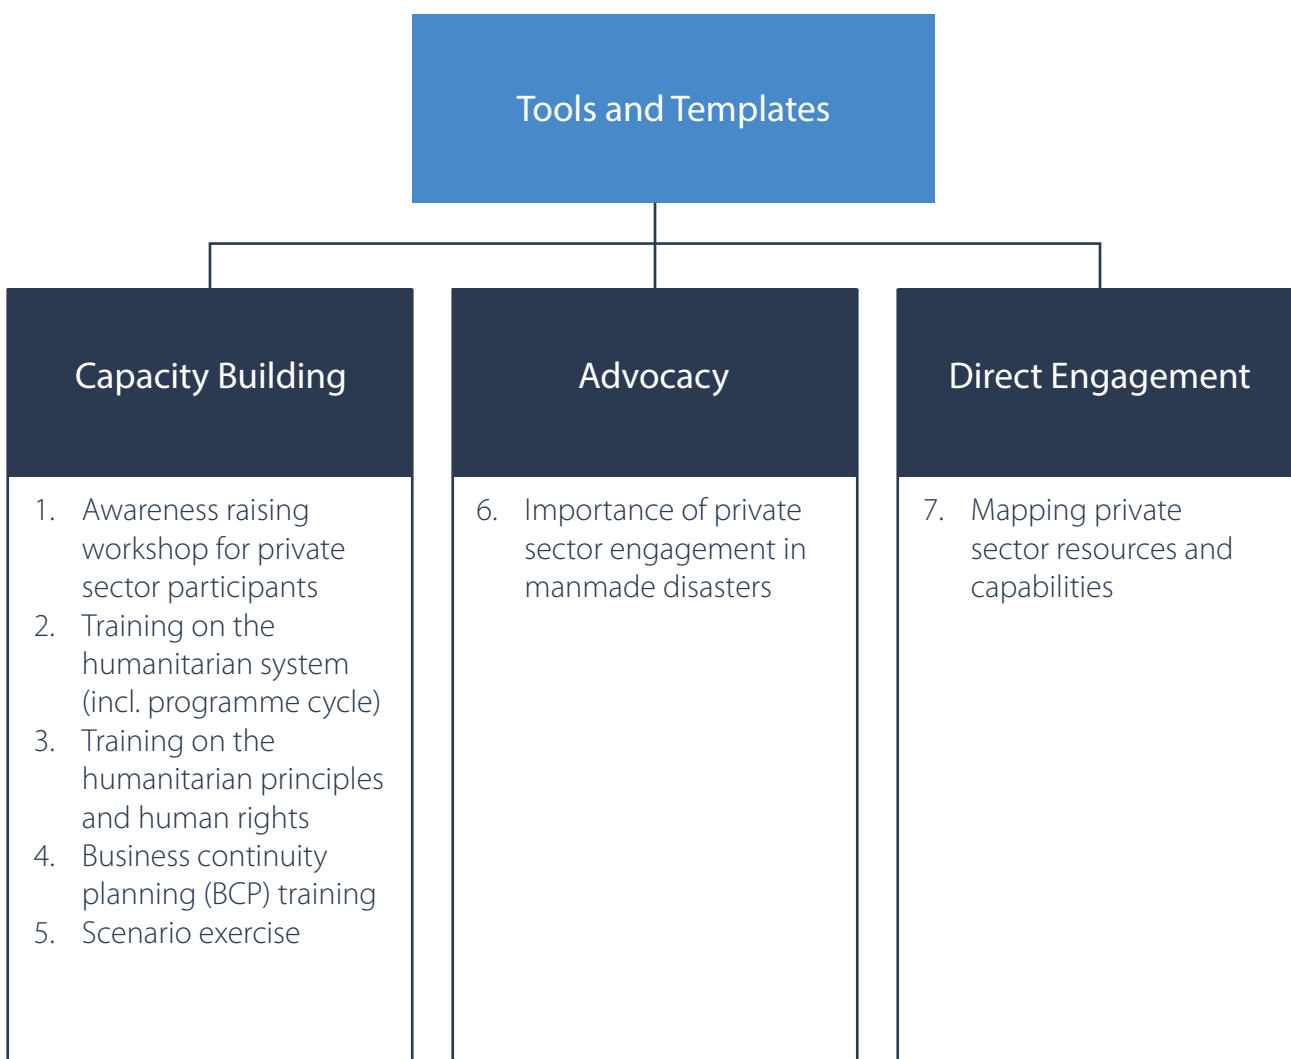 Tools and Templates
Capacity Building
1. Awareness raising
workshop for private
sector participants
2. Training on the
humanitarian system
(incl. programme cycle)
3. Training on the
humanitarian principles
and human rights
4. Business continuity
planning (BCP) training
5. Scenario exercise
Advocacy
6. Importance of private
sector engagement in
manmade disasters
Direct Engagement
7. Mapping private
sector resources and
capabilities